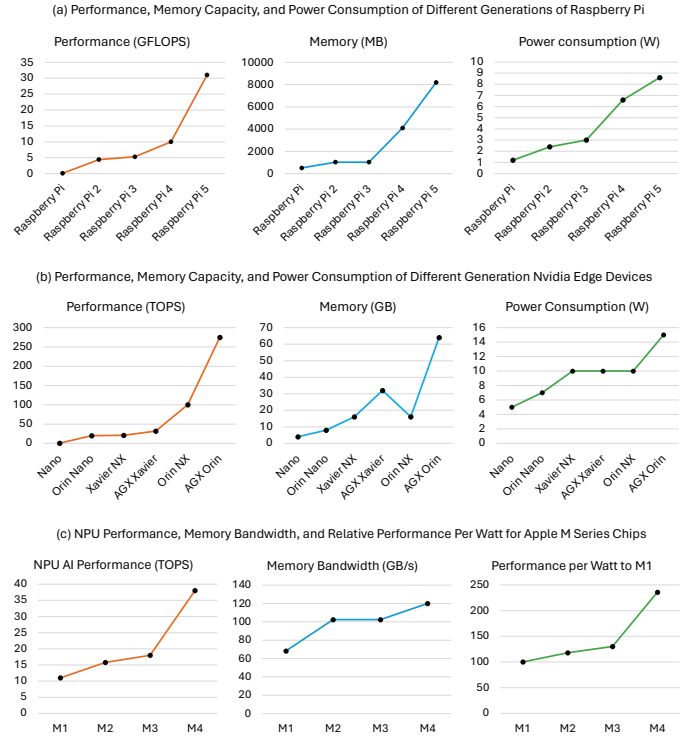 (a) Performance, Memory Capacity, and Power Consumption of Different Generations of Raspberry Pi
Performance (GFLOPS)
35
30
25
20
15
10
5
0
Raspberry Pi
Raspberry Pi 2
Raspberry Pi 3
Raspberry Pi 4
Raspberry Pi 5
Memory (MB)
10000
8000
6000
4000
2000
0
Raspberry Pi
Raspberry Pi 2
Raspberry Pi 3
Raspberry Pi 4
Raspberry Pi 5
Power consumption (W)
10
9
8
7
6
5
4
3
2
1
0
Raspberry Pi
Raspberry Pi 2
Raspberry Pi 3
Raspberry Pi 4
Raspberry Pi 5
(b) Performance, Memory Capacity, and Power Consumption of Different Generation Nvidia Edge Devices
Performance (TOPS)
300
250
200
150
100
50
0
Nano
Orin Nano
Xavier NX
AGX Xavier
Orin NX
AGX Orin
Memory (GB)
70
60
50
40
30
20
10
0
Nano
Orin Nano
Xavier NX
AGX Xavier
Orin NX
AGX Orin
Power Consumption (W)
16
14
12
10
8
6
4
2
0
Nano
Orin Nano
Xavier NX
AGX Xavier
Orin NX
AGX Orin
(c) NPU Performance, Memory Bandwidth, and Relative Performance Per Watt for Apple M Series Chips
NPU AI Performance (TOPS)
40
35
30
25
20
15
10
5
0
M1
M2
M3
M4
Memory Bandwidth (GB/s)
140
120
100
80
60
40
20
0
M1
M2
M3
M4
Performance per Watt to M1
250
200
150
100
50
0
M1
M2
M3
M4